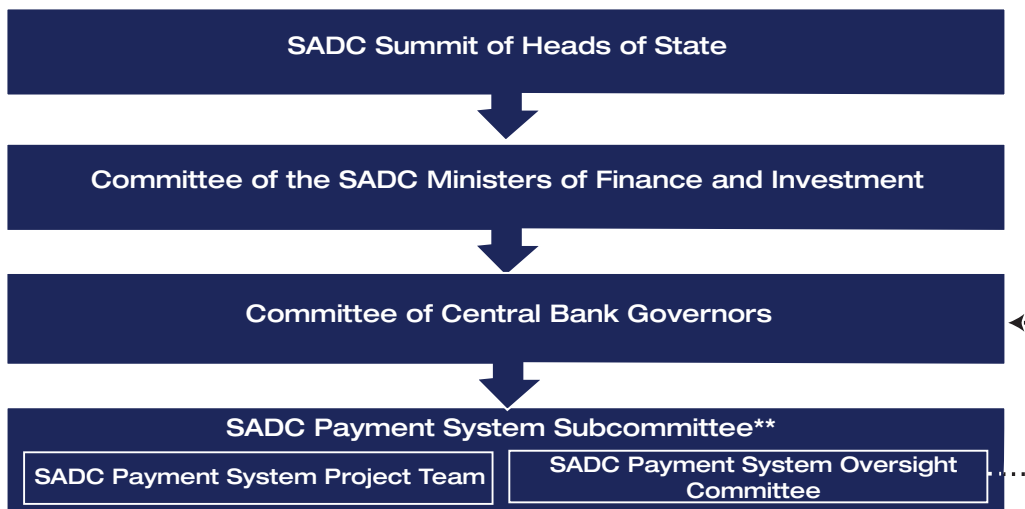 SADC Summit of Heads of State
Committee of the SADC Ministers of Finance and Investment
Committee of Central Bank Governors
SADC Payment System Subcommittee**
SADC Payment System Project Team
SADC Payment System Oversight
Committee